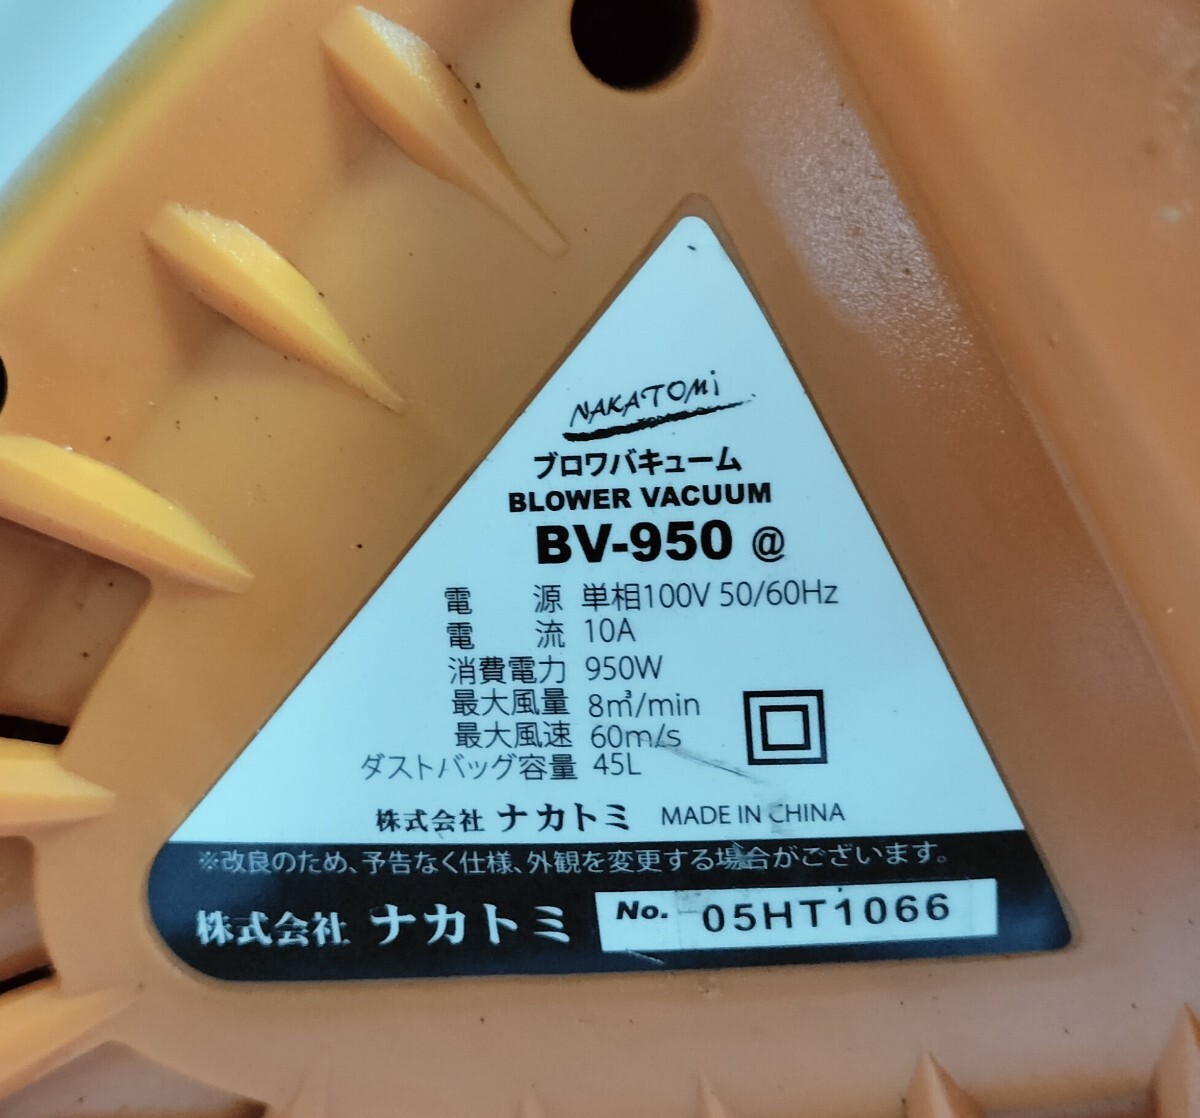 NAKATOMi
ブロワバキューム
BLOWER VACUUM
BV-950 @
電源 単相100V 50/60Hz
電流 10A
消費電力 950W
最大風量 8㎥/min
最大風速 60m/s
ダストバッグ容量 45L
株式会社 ナカトミ MADE IN CHINA
※改良のため、予告なく仕様、外観を変更する場合がございます。
株式会社 ナカトミ No. 05HT1066